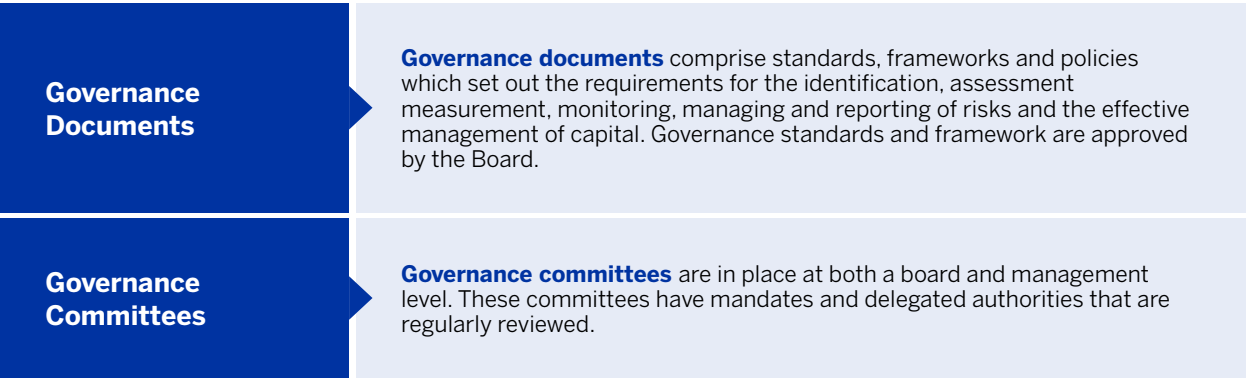 Governance
Documents
Governance documents comprise standards, frameworks and policies
which set out the requirements for the identification, assessment
measurement, monitoring, managing and reporting of risks and the effective
management of capital. Governance standards and framework are approved
by the Board.
Governance
Committees
Governance committees are in place at both a board and management
level. These committees have mandates and delegated authorities that are
regularly reviewed.